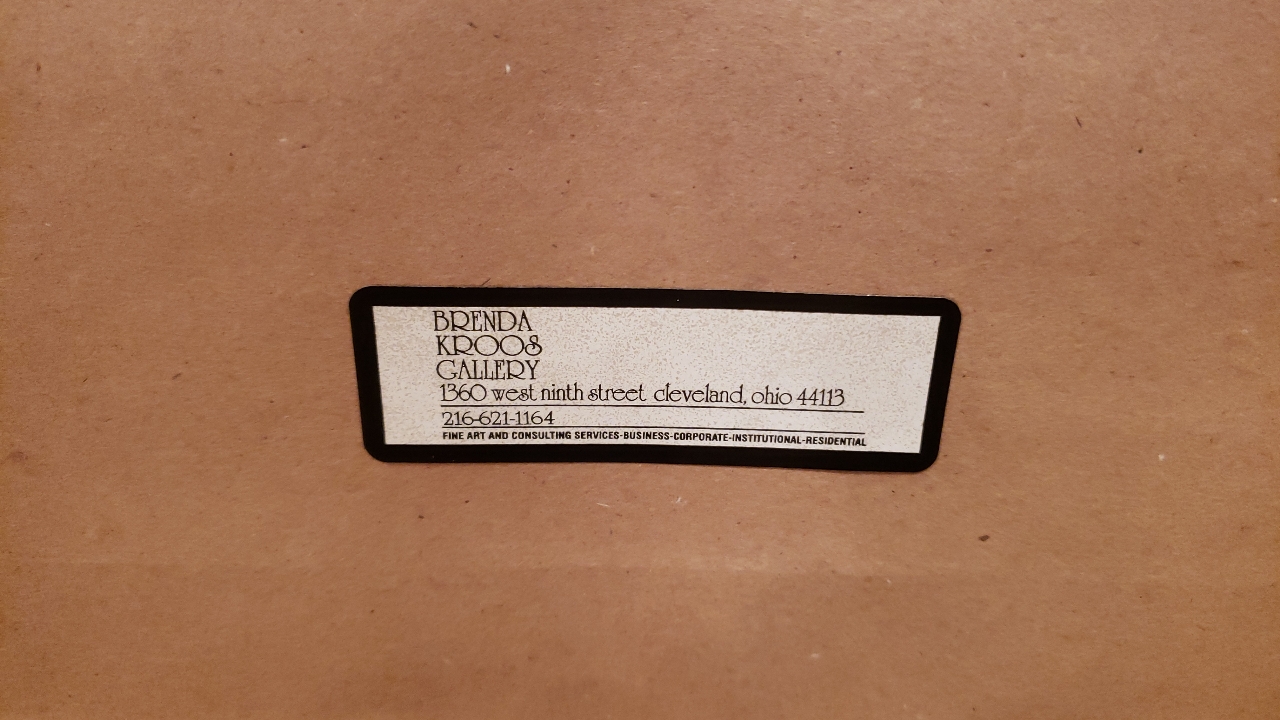 BRENDA
KROOS
GALLERY
1360 west ninth street cleveland, ohio 44113
216-621-1164
FINE ART AND CONSULTING SERVICES-BUSINESS-CORPORATE-INSTITUTIONAL-RESIDENTIAL